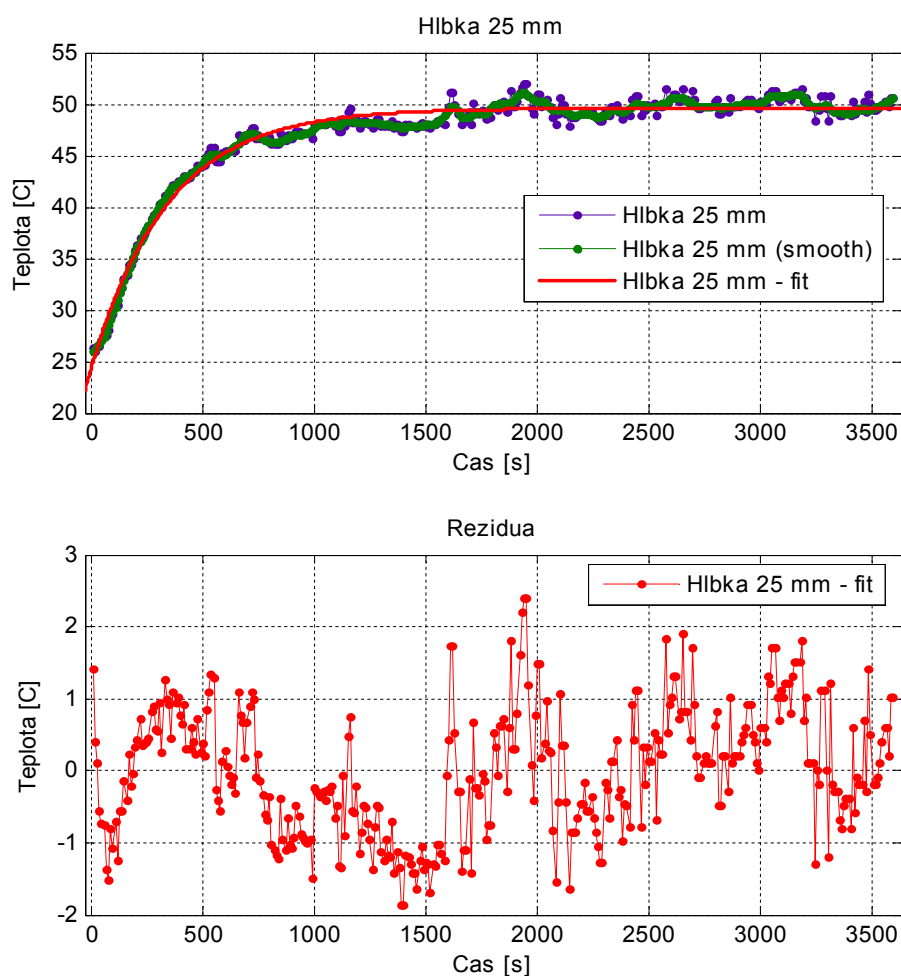 Hlbka 25 mm
55
50
45
40
35
30
25
20
Teplota [C]
Hlbka 25 mm
Hlbka 25 mm (smooth)
Hlbka 25 mm - fit
0 500 1000 1500 2000 2500 3000 3500
Cas [s]
Rezidua
3
2
1
0
-1
-2
Teplota [C]
Hlbka 25 mm - fit
0 500 1000 1500 2000 2500 3000 3500
Cas [s]